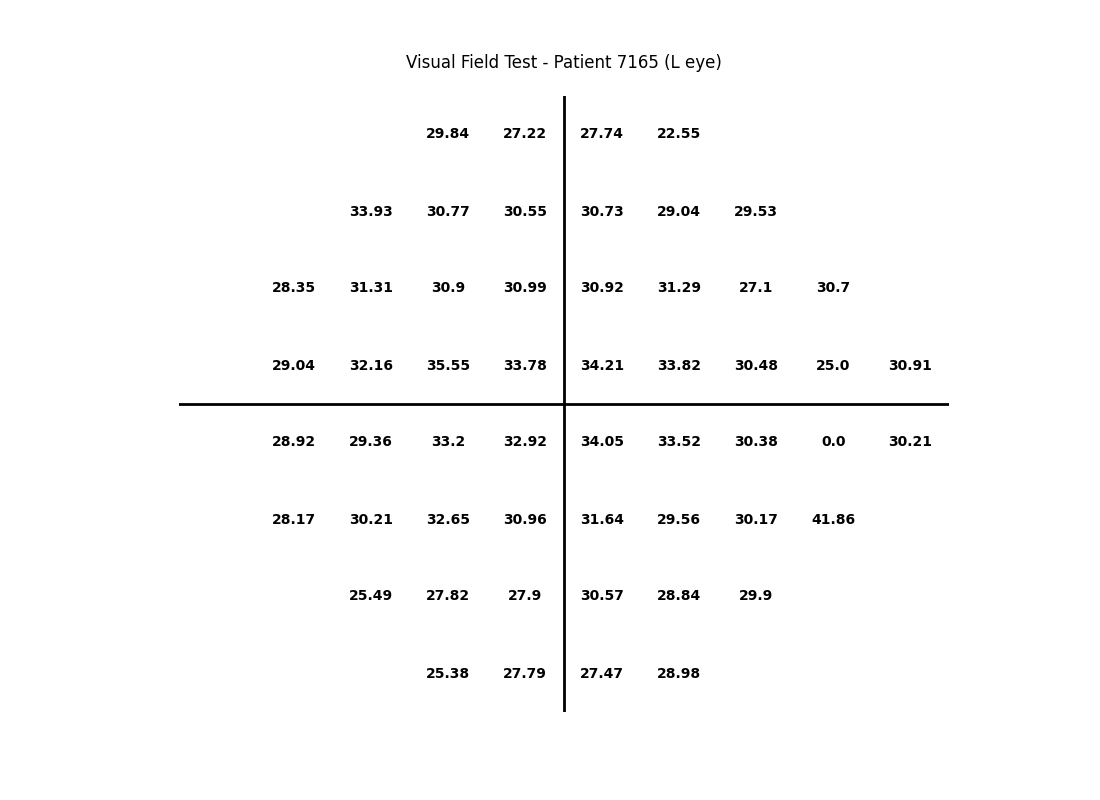 Visual Field Test - Patient 7165 (L eye)
29.84 27.22 27.74 22.55
33.93 30.77 30.55 30.73 29.04 29.53
28.35 31.31 30.9 30.99 30.92 31.29 27.1 30.7
29.04 32.16 35.55 33.78 34.21 33.82 30.48 25.0 30.91
28.92 29.36 33.2 32.92 34.05 33.52 30.38 0.0 30.21
28.17 30.21 32.65 30.96 31.64 29.56 30.17 41.86
25.49 27.82 27.9 30.57 28.84 29.9
25.38 27.79 27.47 28.98